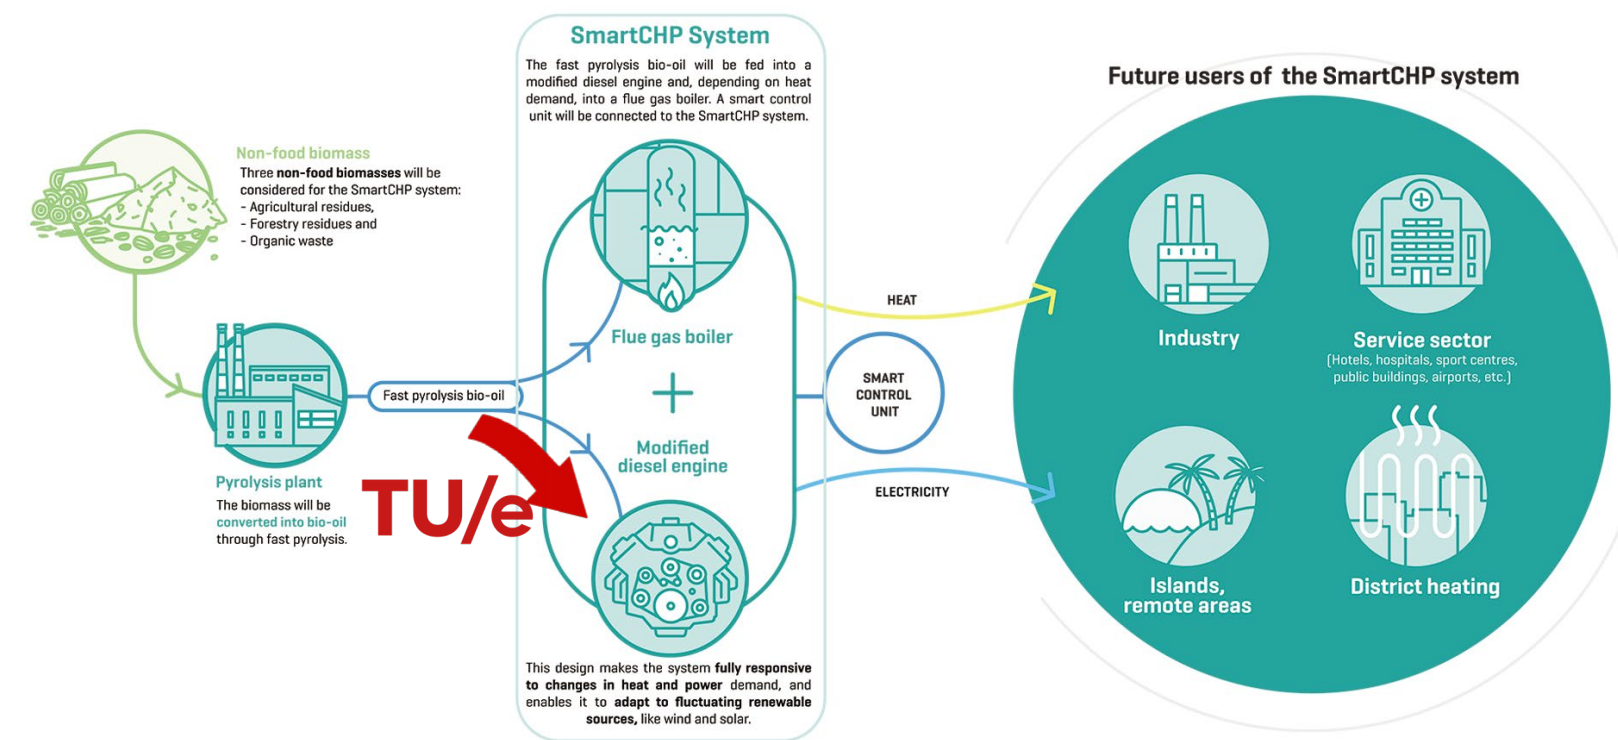 SmartCHP System
The fast pyrolysis bio-oil will be fed into a
modified diesel engine and, depending on heat
demand, into a flue gas boiler. A smart control
unit will be connected to the SmartCHP system.
Non-food biomass
Three non-food biomasses will be
considered for the SmartCHP system:
- Agricultural residues,
- Forestry residues and
- Organic waste
Flue gas boiler
+
Fast pyrolysis bio-oil
Modified
diesel engine
Pyrolysis plant
The biomass will be
converted into bio-oil
through fast pyrolysis.
TU/e
This design makes the system fully responsive
to changes in heat and power demand, and
enables it to adapt to fluctuating renewable
sources, like wind and solar.
HEAT
SMART
CONTROL
UNIT
ELECTRICITY
Future users of the SmartCHP system
Industry
Service sector
(Hotels, hospitals, sport centres,
public buildings, airports, etc.)
Islands,
remote areas
District heating